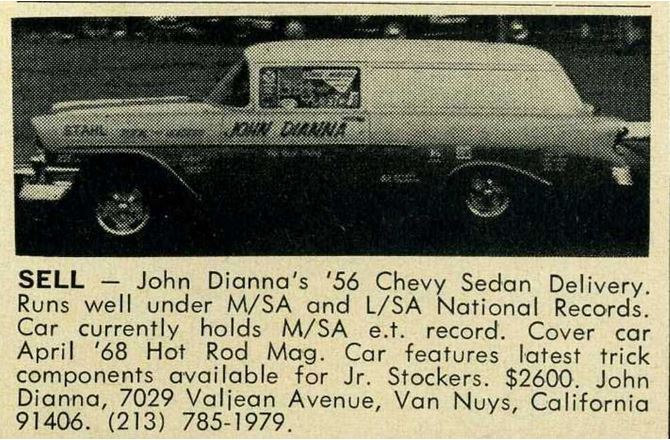 STAHL
JOHN DIANNA
SELL — John Dianna's '56 Chevy Sedan Delivery.
Runs well under M/SA and L/SA National Records.
Car currently holds M/SA e.t. record. Cover car
April '68 Hot Rod Mag. Car features latest trick
components available for Jr. Stockers. $2600. John
Dianna, 7029 Valjean Avenue, Van Nuys, California
91406. (213) 785-1979.